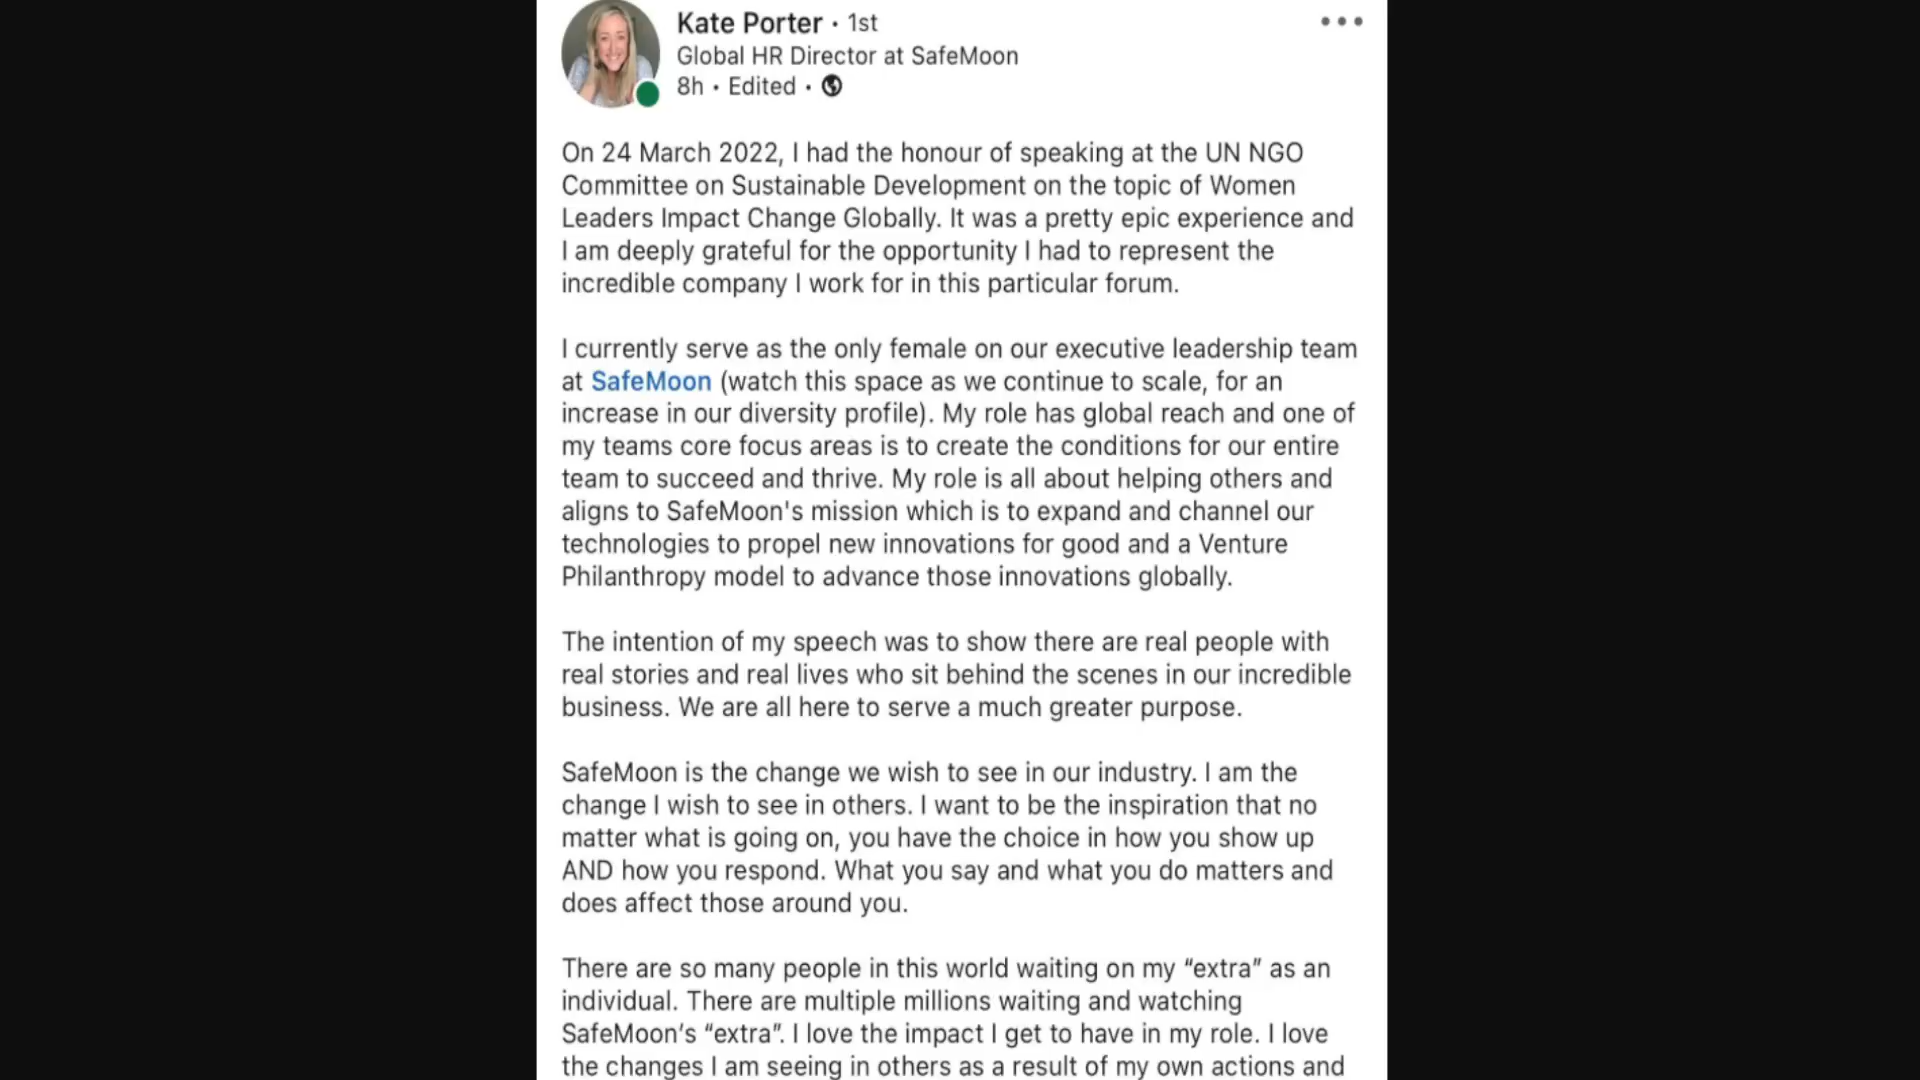 Kate Porter • 1st
Global HR Director at SafeMoon
8h • Edited •
On 24 March 2022, I had the honour of speaking at the UN NGO
Committee on Sustainable Development on the topic of Women
Leaders Impact Change Globally. It was a pretty epic experience and
I am deeply grateful for the opportunity I had to represent the
incredible company I work for in this particular forum.
I currently serve as the only female on our executive leadership team
at SafeMoon (watch this space as we continue to scale, for an
increase in our diversity profile). My role has global reach and one of
my teams core focus areas is to create the conditions for our entire
team to succeed and thrive. My role is all about helping others and
aligns to SafeMoon's mission which is to expand and channel our
technologies to propel new innovations for good and a Venture
Philanthropy model to advance those innovations globally.
The intention of my speech was to show there are real people with
real stories and real lives who sit behind the scenes in our incredible
business. We are all here to serve a much greater purpose.
SafeMoon is the change we wish to see in our industry. I am the
change I wish to see in others. I want to be the inspiration that no
matter what is going on, you have the choice in how you show up
AND how you respond. What you say and what you do matters and
does affect those around you.
There are so many people in this world waiting on my “extra” as an
individual. There are multiple millions waiting and watching
SafeMoon’s “extra”. I love the impact I get to have in my role. I love
the changes I am seeing in others as a result of my own actions and